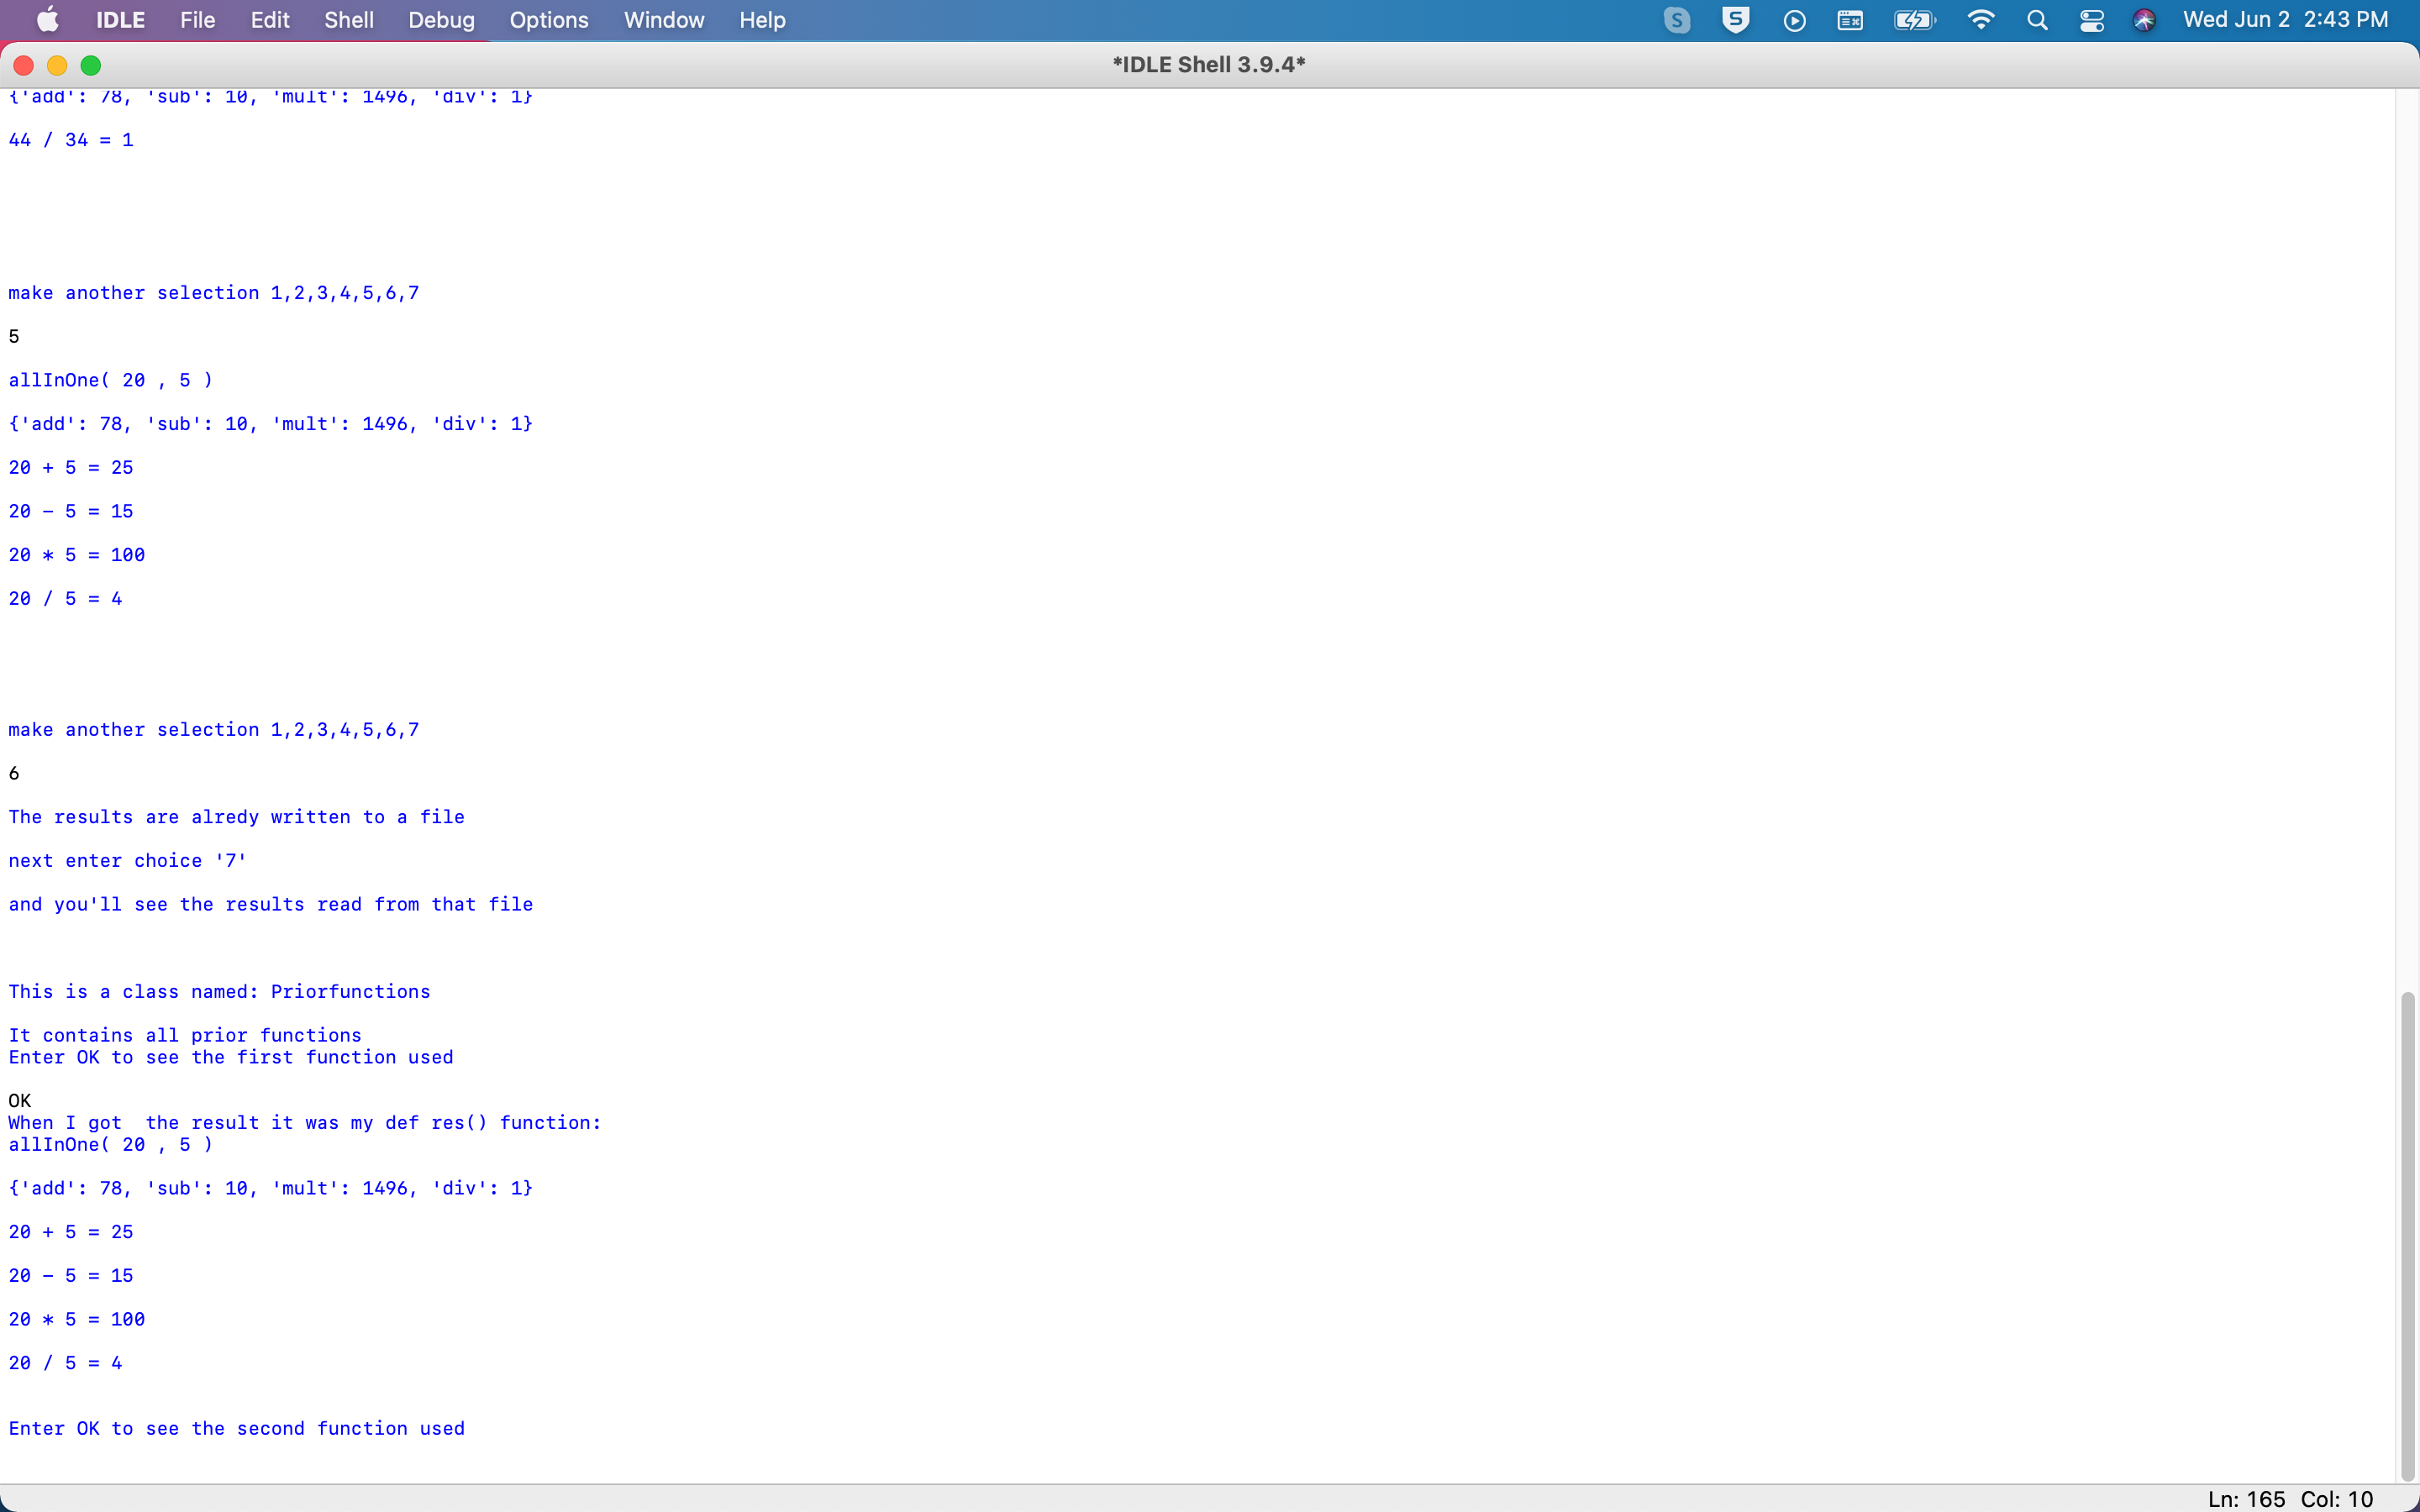 IDLE File Edit Shell Debug Options Window Help Wed Jun 2 2:43 PM
*IDLE Shell 3.9.4*
{'add': 78, 'sub': 10, 'mult': 1496, 'div': 1}
44 / 34 = 1
make another selection 1,2,3,4,5,6,7
5
allInOne( 20 , 5 )
{'add': 78, 'sub': 10, 'mult': 1496, 'div': 1}
20 + 5 = 25
20 - 5 = 15
20 * 5 = 100
20 / 5 = 4
make another selection 1,2,3,4,5,6,7
6
The results are alredy written to a file
next enter choice '7'
and you'll see the results read from that file
This is a class named: Priorfunctions
It contains all prior functions
Enter OK to see the first function used
OK
When I got  the result it was my def res() function:
allInOne( 20 , 5 )
{'add': 78, 'sub': 10, 'mult': 1496, 'div': 1}
20 + 5 = 25
20 - 5 = 15
20 * 5 = 100
20 / 5 = 4
Enter OK to see the second function used
Ln: 165 Col: 10